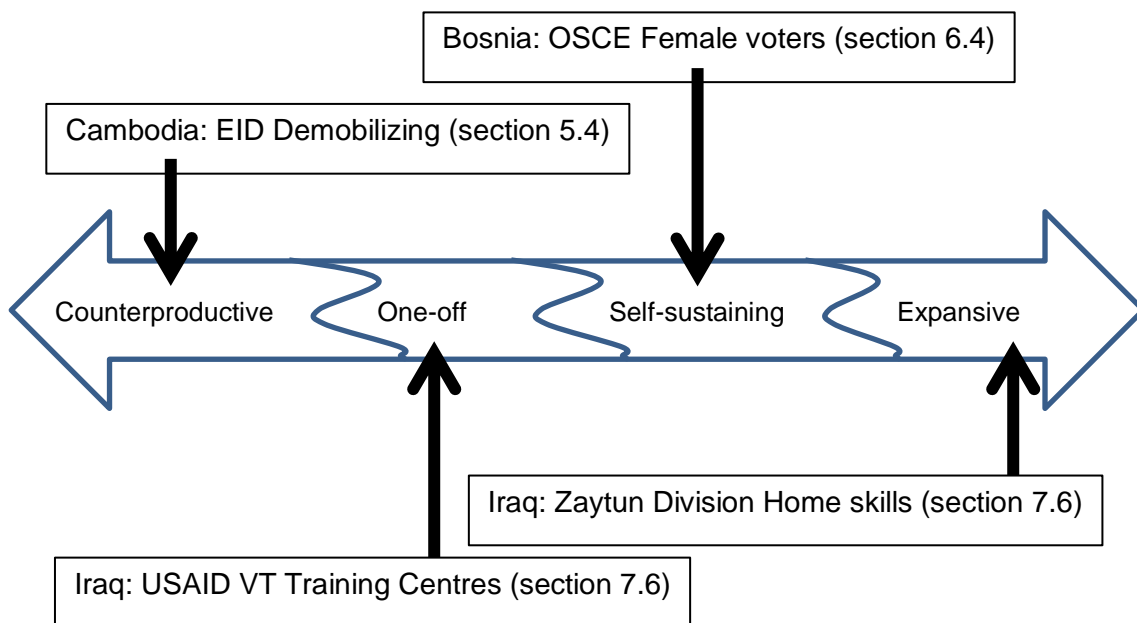 Bosnia: OSCE Female voters (section 6.4)
Cambodia: EID Demobilizing (section 5.4)
Counterproductive One-off Self-sustaining Expansive
Iraq: Zaytun Division Home skills (section 7.6)
Iraq: USAID VT Training Centres (section 7.6)